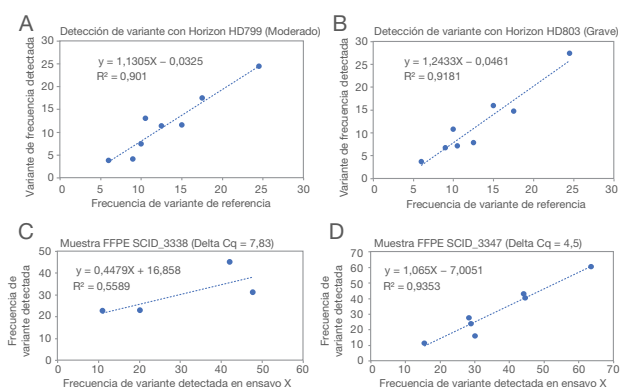 A
Detección de variante con Horizon HD799 (Moderado)
Variante de frecuencia detectada
30
25
20
15
10
5
0
y = 1,1305X – 0,0325
R² = 0,901
0 5 10 15 20 25 30
Frecuencia de variante de referencia
B
Detección de variante con Horizon HD803 (Grave)
Variante de frecuencia detectada
30
25
20
15
10
5
0
y = 1,2433X – 0,0461
R² = 0,9181
0 5 10 15 20 25 30
Frecuencia de variante de referencia
C
Muestra FFPE SCID_3338 (Delta Cq = 7,83)
Frecuencia de
variante detectada
50
40
30
20
10
0
y = 0,4479X + 16,858
R² = 0,5589
0 10 20 30 40 50 60
Frecuencia de variante detectada en ensayo X
D
Muestra FFPE SCID_3347 (Delta Cq = 4,5)
Frecuencia de
variante detectada
70
60
50
40
30
20
10
0
y = 1,065X – 7,0051
R² = 0,9353
0 10 20 30 40 50 60 70
Frecuencia de variante detectada en ensayo X